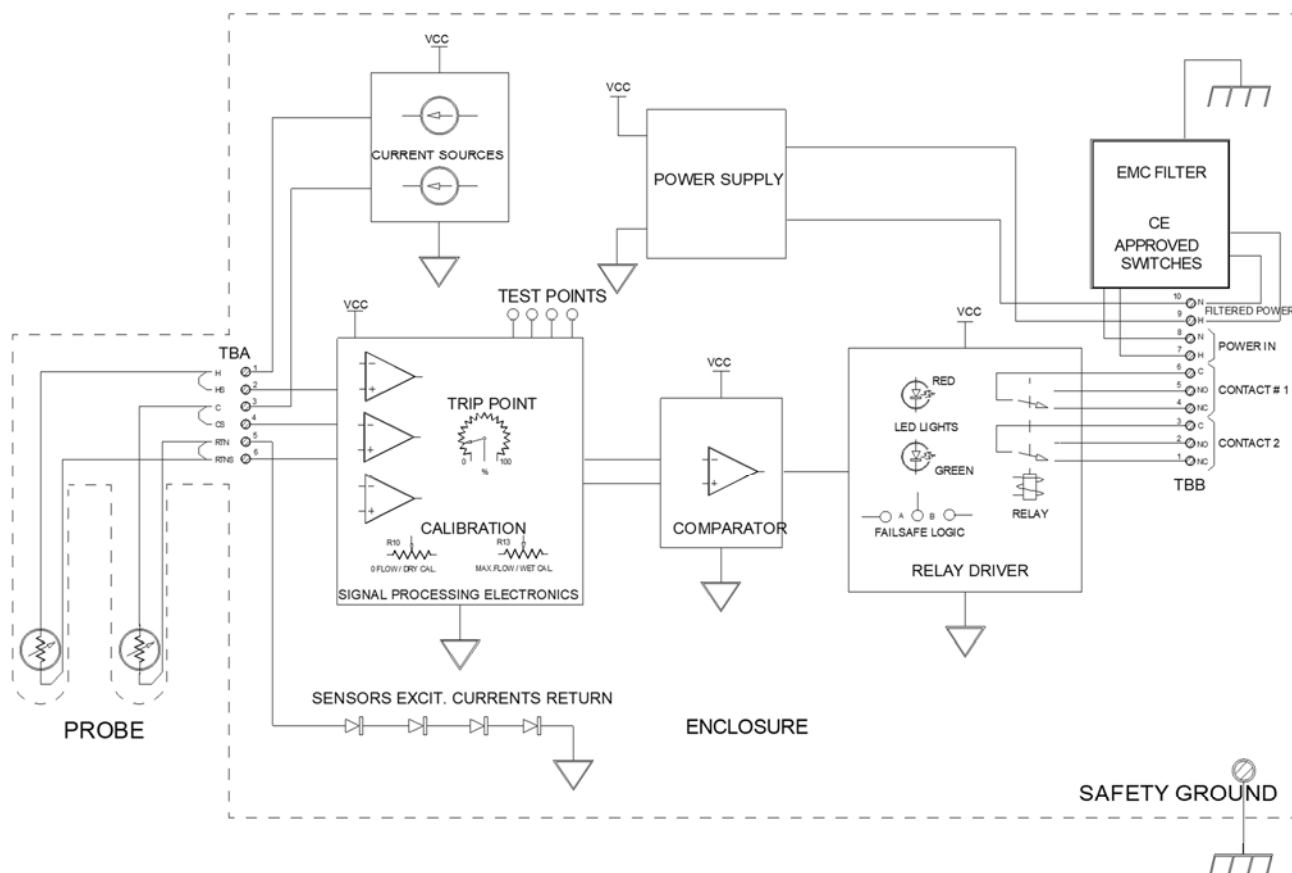 VCC
CURRENT SOURCES
VCC
POWER SUPPLY
EMC FILTER
CE
APPROVED
SWITCHES
TEST POINTS
VCC
TRIP POINT
0
100
%
CALIBRATION
R10
R13
0 FLOW / DRY CAL.
MAX.FLOW / WET CAL.
SIGNAL PROCESSING ELECTRONICS
TBA
H
1
HS
2
C
3
CS
4
RTN
5
RTNS
6
VCC
COMPARATOR
VCC
RED
LED LIGHTS
GREEN
A
B
FAILSAFE LOGIC
RELAY
RELAY DRIVER
10
N
FILTERED POWER
9
H
8
N
POWER IN
7
H
6
C
5
NO
CONTACT # 1
4
NC
3
C
2
NO
CONTACT 2
1
NC
TBB
PROBE
SENSORS EXCIT. CURRENTS RETURN
ENCLOSURE
SAFETY GROUND